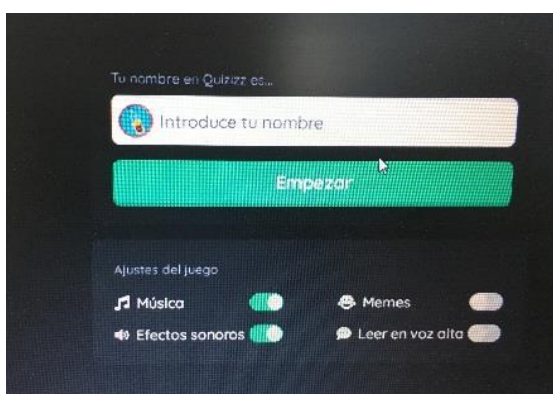 Tu nombre en Quizizz es...
Introduce tu nombre
Empezar
Ajustes del juego
Música
Memes
Efectos sonoros
Leer en voz alta